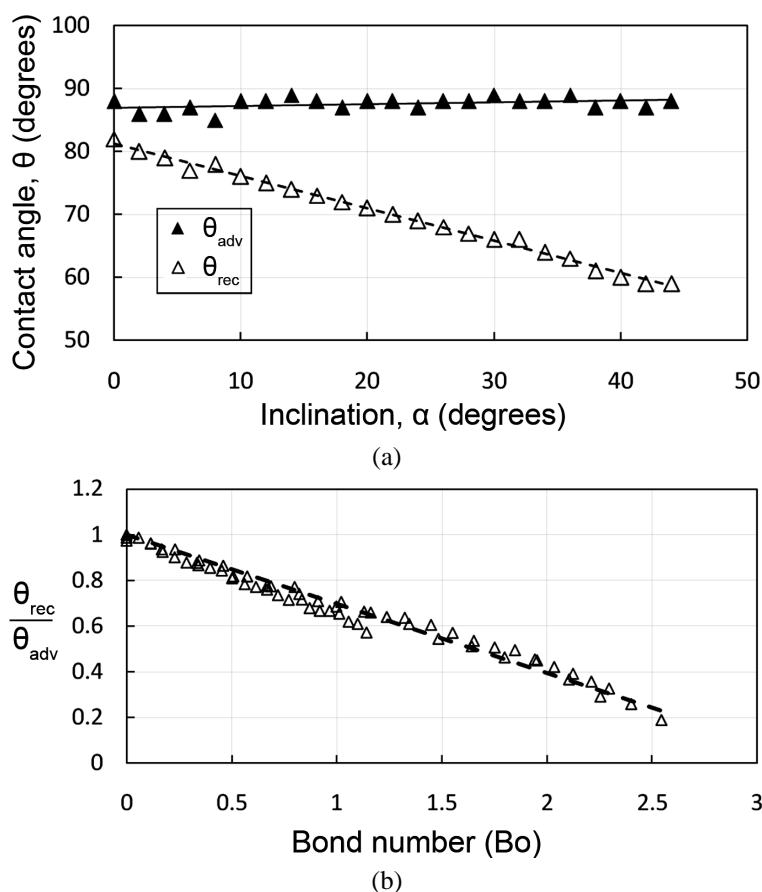 100
90
80
70
60
50
Contact angle, θ (degrees)
θadv
θrec
0 10 20 30 40 50
Inclination, α (degrees)
(a)
1.2
1
0.8
0.6
0.4
0.2
0
θrec
θadv
0 0.5 1 1.5 2 2.5 3
Bond number (Bo)
(b)